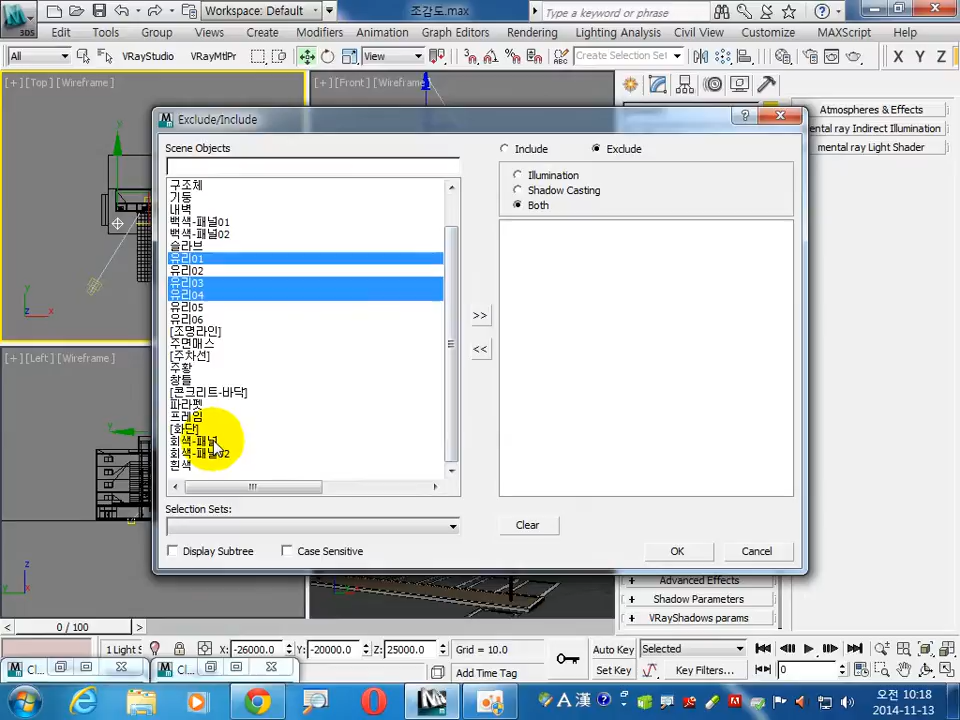 Workspace: Default
조감도.max
Type a keyword or phrase
3DS
Edit
Tools
Group
Views
Create
Modifiers
Animation
Graph Editors
Rendering
Lighting Analysis
Civil View
Customize
MAXScript
Help
All
VRayStudio
VRayMtlPr
View
Create Selection Set
X
Y
Z
[+] [Top] [Wireframe]
[+] [Front] [Wirefram
Atmospheres & Effects
ental ray Indirect Illumination
mental ray Light Shader
Exclude/Include
Scene Objects
Include
Exclude
Illumination
Shadow Casting
Both
구조체
기둥
내벽
백색-패널01
백색-패널02
슬라브
유리01
유리02
유리03
유리04
유리05
유리06
[조명라인]
주면매스
[주차선]
주황
창틀
[콘크리트-바닥]
파라펫
프레임
[화단]
회색-패널
회색-패널02
흰색
>>
<<
Selection Sets:
Clear
Display Subtree
Case Sensitive
OK
Cancel
[+] [Left] [Wireframe]
Advanced Effects
Shadow Parameters
VRayShadows params
0 / 100
1 Light S
X: -26000.0
Y: -20000.0
Z: 25000.0
Grid = 10.0
Auto Key
Selected
Add Time Tag
Set Key
Key Filters...
0
Cl...
Cl...
A 漢
오전 10:18
2014-11-13